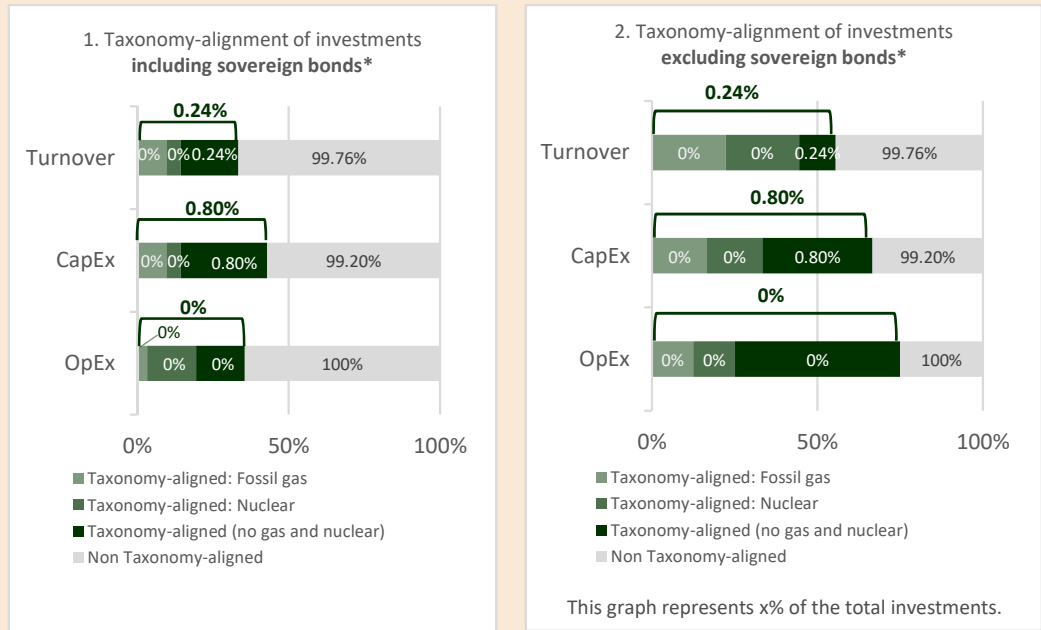 1. Taxonomy-alignment of investments
including sovereign bonds*
0.24%
Turnover
0% 0% 0.24% 99.76%
0.80%
CapEx
0% 0% 0.80% 99.20%
0%
0%
OpEx
0% 0% 100%
0% 50% 100%
Taxonomy-aligned: Fossil gas
Taxonomy-aligned: Nuclear
Taxonomy-aligned (no gas and nuclear)
Non Taxonomy-aligned
2. Taxonomy-alignment of investments
excluding sovereign bonds*
0.24%
Turnover
0% 0% 0.24% 99.76%
0.80%
CapEx
0% 0% 0.80% 99.20%
0%
OpEx
0% 0% 0% 100%
0% 50% 100%
Taxonomy-aligned: Fossil gas
Taxonomy-aligned: Nuclear
Taxonomy-aligned (no gas and nuclear)
Non Taxonomy-aligned
This graph represents x% of the total investments.